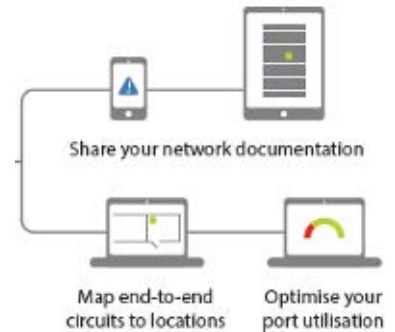 Share your network documentation
Map end-to-end
circuits to locations
Optimise your
port utilisation